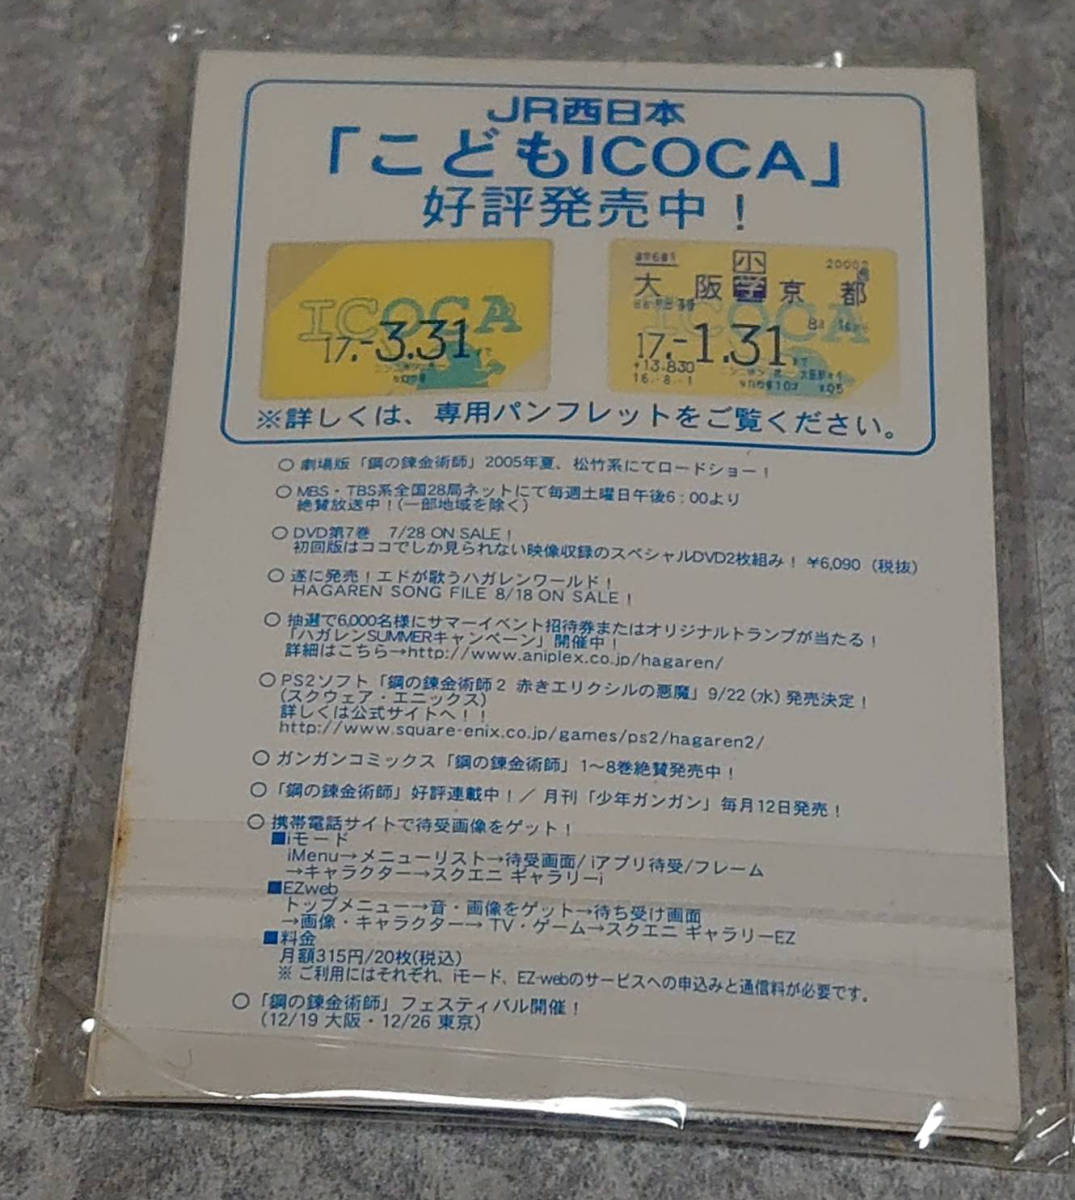 JR西日本
「こどもICOCA」
好評発売中！
ICOCA
17.-3.31
小
20002
大阪 学 京都
ICOCA
17.-1.31
¥13,830
16.-8.-1
※詳しくは、専用パンフレットをご覧ください。
○ 劇場版「鋼の錬金術師」2005年夏、松竹系にてロードショー！
○ MBS・TBS系全国28局ネットにて毎週土曜日午後6：00より
絶賛放送中！(一部地域を除く)
○ DVD第7巻 7/28 ON SALE！
初回版はココでしか見られない映像収録のスペシャルDVD2枚組み！ ¥6,090（税抜）
○ 遂に発売！エドが歌うハガレンワールド！
HAGAREN SONG FILE 8/18 ON SALE！
○ 抽選で6,000名様にサマーイベント招待券またはオリジナルトランプが当たる！
「ハガレンSUMMERキャンペーン」開催中！
詳細はこちら→http://www.aniplex.co.jp/hagaren/
○ PS2ソフト「鋼の錬金術師2 赤きエリクシルの悪魔」9/22（水）発売決定！
(スクウェア・エニックス)
詳しくは公式サイトへ！！
http://www.square-enix.co.jp/games/ps2/hagaren2/
○ ガンガンコミックス「鋼の錬金術師」1〜8巻絶賛発売中！
○「鋼の錬金術師」好評連載中！／月刊「少年ガンガン」毎月12日発売！
○ 携帯電話サイトで待受画像をゲット！
■iモード
iMenu→メニューリスト→待受画面/iアプリ待受/フレーム
→キャラクター→スクエニ ギャラリーi
■EZweb
トップメニュー→音・画像をゲット→待ち受け画面
→画像・キャラクター→TV・ゲーム→スクエニ ギャラリーEZ
■料金
月額315円/20枚(税込)
※ ご利用にはそれぞれ、iモード、EZ-webのサービスへの申込みと通信料が必要です。
○「鋼の錬金術師」フェスティバル開催！
(12/19 大阪・12/26 東京)